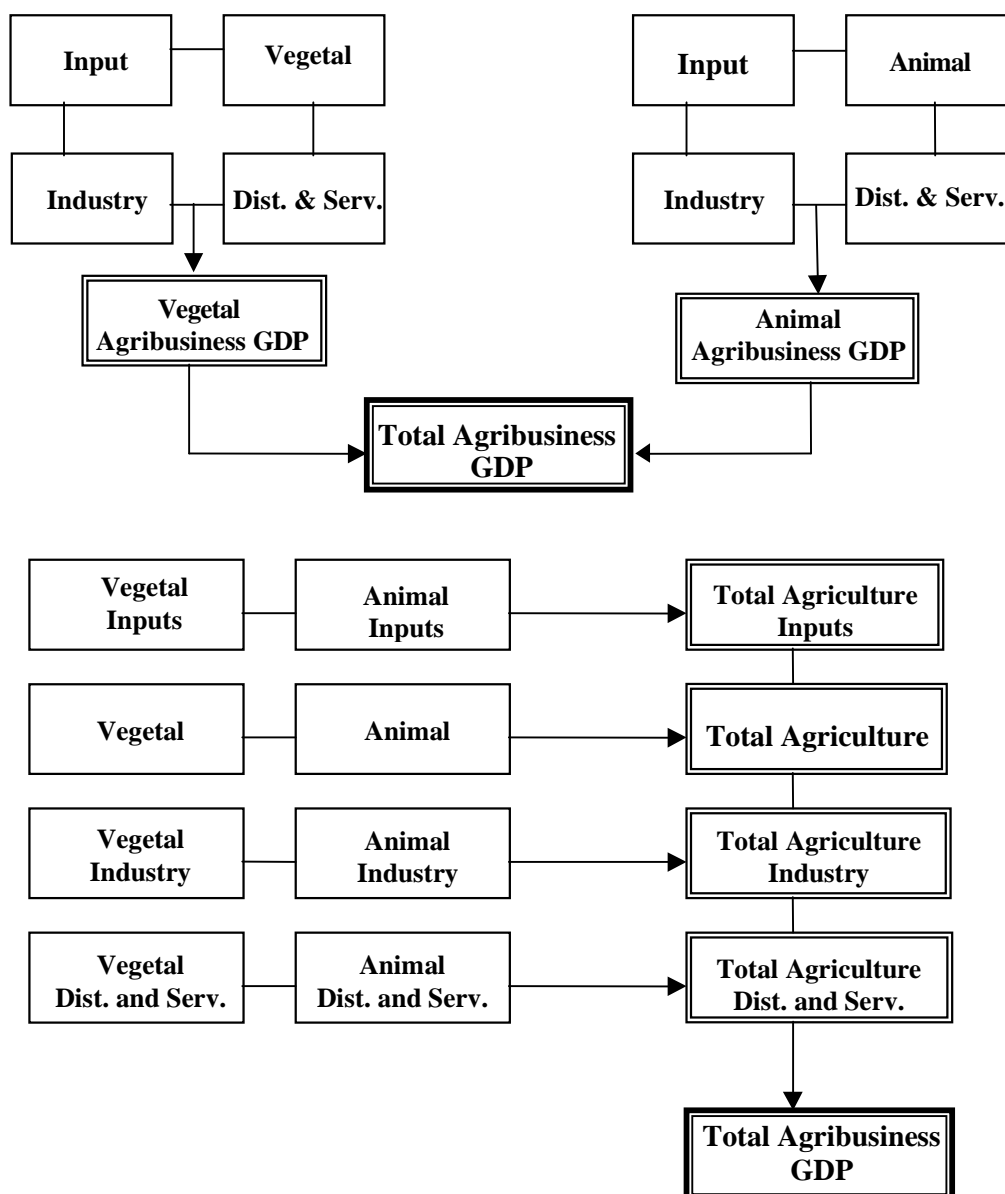 Input
Vegetal
Industry
Dist. & Serv.
Vegetal
Agribusiness GDP
Input
Animal
Industry
Dist. & Serv.
Animal
Agribusiness GDP
Total Agribusiness
GDP
Vegetal
Inputs
Animal
Inputs
Total Agriculture
Inputs
Vegetal
Animal
Total Agriculture
Vegetal
Industry
Animal
Industry
Total Agriculture
Industry
Vegetal
Dist. and Serv.
Animal
Dist. and Serv.
Total Agriculture
Dist. and Serv.
Total Agribusiness
GDP